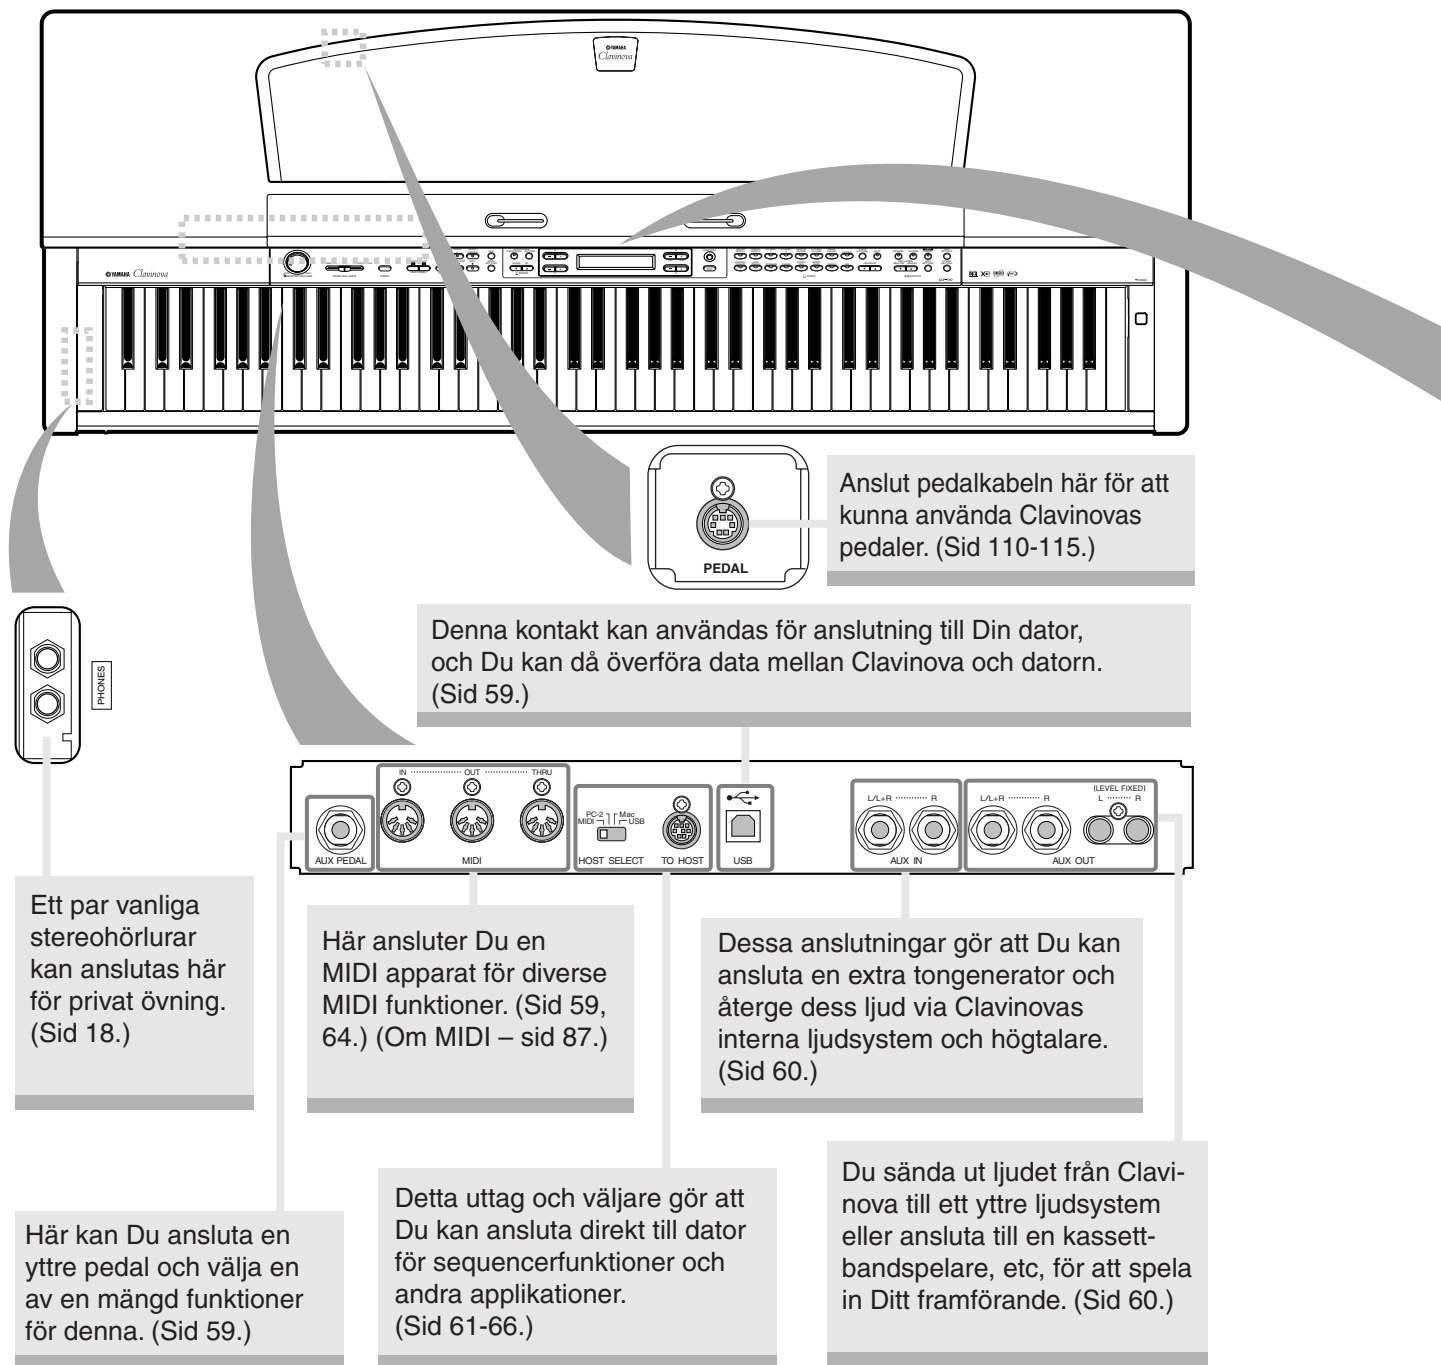 YAMAHA
Clavinova
YAMAHA Clavinova
Anslut pedalkabeln här för att
kunna använda Clavinovas
pedaler. (Sid 110-115.)
PEDAL
Denna kontakt kan användas för anslutning till Din dator,
och Du kan då överföra data mellan Clavinova och datorn.
(Sid 59.)
PHONES
IN OUT THRU
AUX PEDAL
MIDI
PC-2 Mac
MIDI USB
HOST SELECT
TO HOST
USB
L/L+R R
AUX IN
L/L+R R
(LEVEL FIXED)
L R
AUX OUT
Ett par vanliga
stereohörlurar
kan anslutas här
för privat övning.
(Sid 18.)
Här ansluter Du en
MIDI apparat för diverse
MIDI funktioner. (Sid 59,
64.) (Om MIDI – sid 87.)
Dessa anslutningar gör att Du kan
ansluta en extra tongenerator och
återge dess ljud via Clavinovas
interna ljudsystem och högtalare.
(Sid 60.)
Här kan Du ansluta en
yttre pedal och välja en
av en mängd funktioner
för denna. (Sid 59.)
Detta uttag och väljare gör att
Du kan ansluta direkt till dator
för sequencerfunktioner och
andra applikationer.
(Sid 61-66.)
Du sända ut ljudet från Clavi-
nova till ett yttre ljudsystem
eller ansluta till en kassett-
bandspelare, etc, för att spela
in Ditt framförande. (Sid 60.)